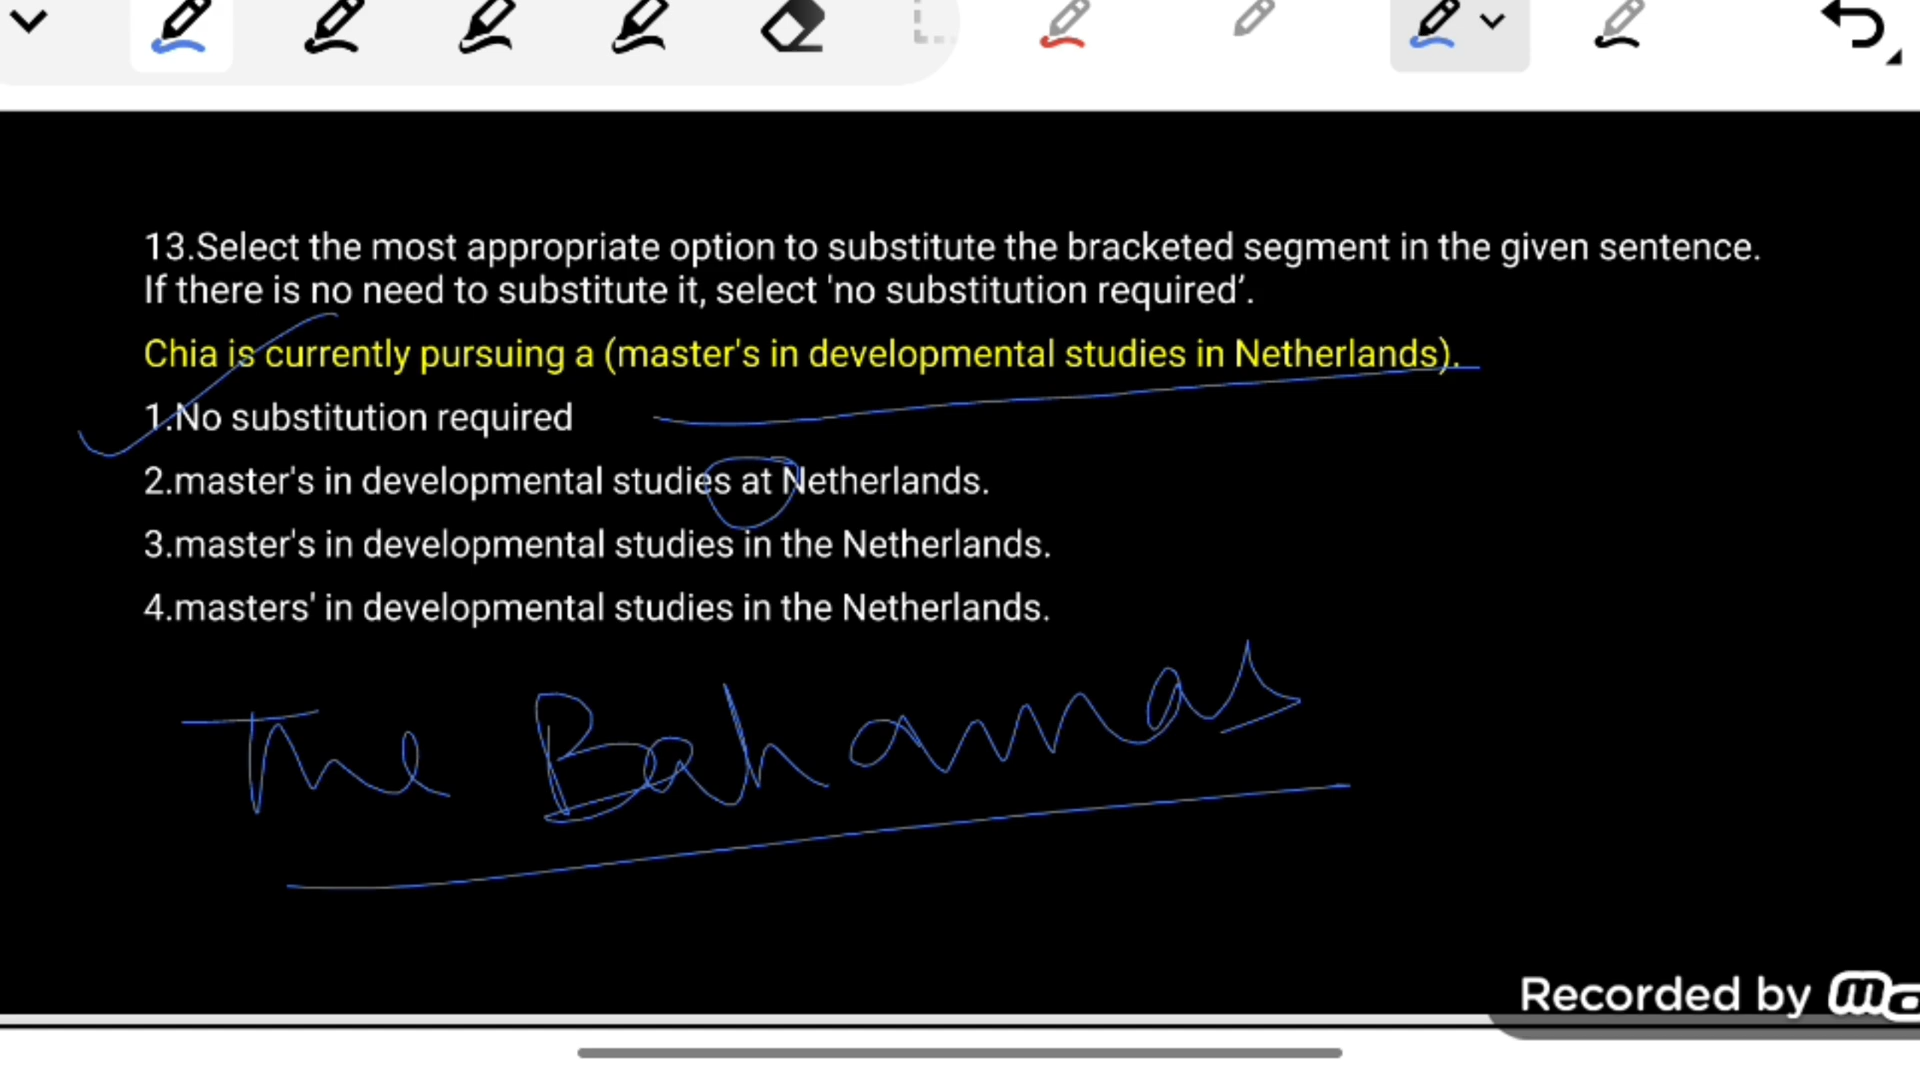 13.Select the most appropriate option to substitute the bracketed segment in the given sentence.
If there is no need to substitute it, select 'no substitution required’.
Chia is currently pursuing a (master's in developmental studies in Netherlands).
1.No substitution required
2.master's in developmental studies at Netherlands.
3.master's in developmental studies in the Netherlands.
4.masters' in developmental studies in the Netherlands.
The Bahamas
Recorded by